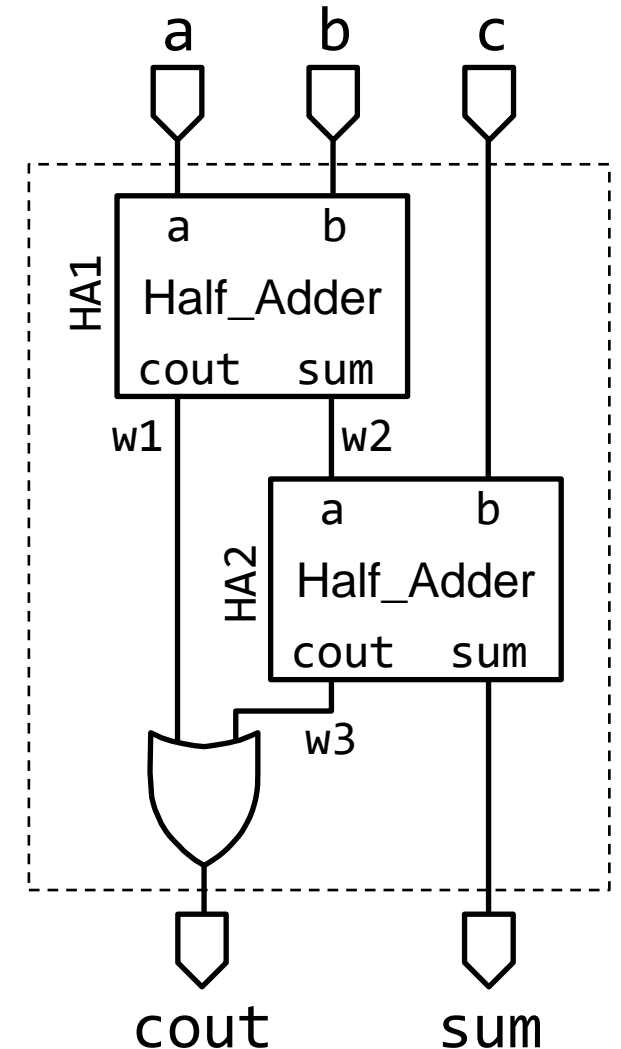 a b c
a b
HA1
Half_Adder
cout sum
w1 w2
a b
HA2
Half_Adder
cout sum
w3
cout sum